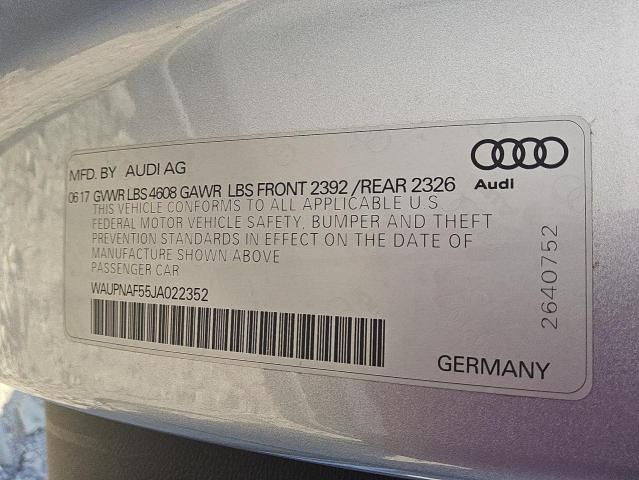 MFD. BY AUDI AG
0617 GVWR LBS 4608 GAWR LBS FRONT 2392 /REAR 2326
THIS VEHICLE CONFORMS TO ALL APPLICABLE U.S.
FEDERAL MOTOR VEHICLE SAFETY, BUMPER AND THEFT
PREVENTION STANDARDS IN EFFECT ON THE DATE OF
MANUFACTURE SHOWN ABOVE
PASSENGER CAR
WAUPNAF55JA022352
Audi
2640752
GERMANY